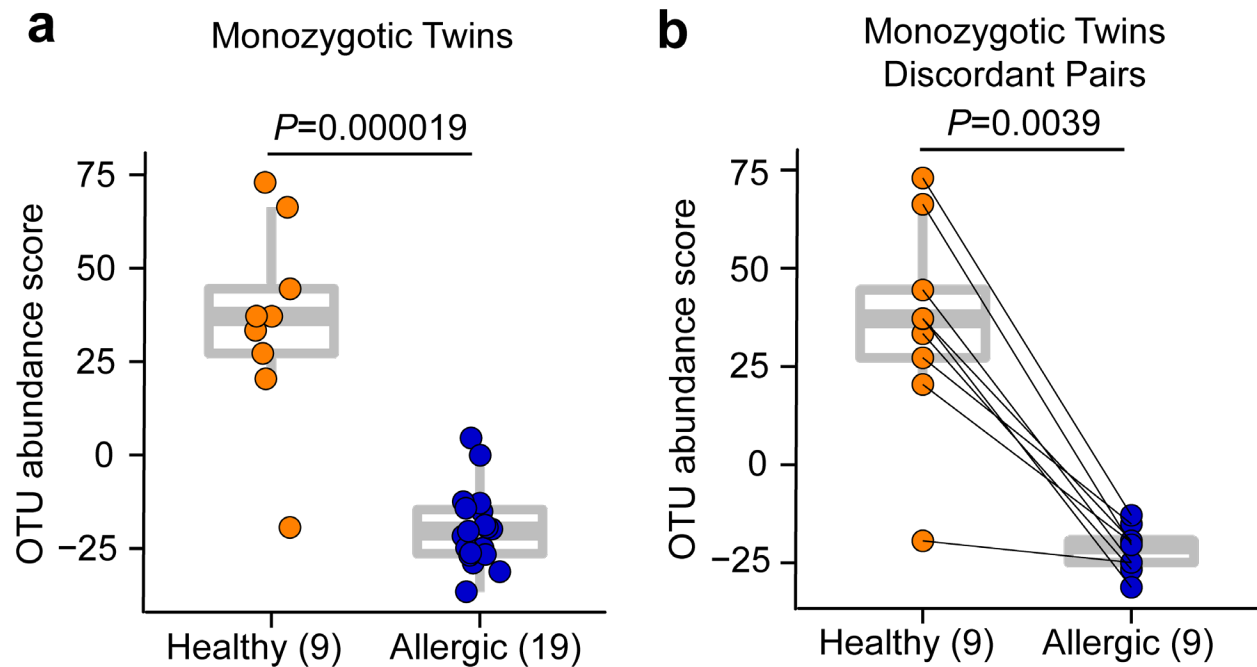 a
Monozygotic Twins
P=0.000019
75
50
25
0
−25
OTU abundance score
Healthy (9)
Allergic (19)
b
Monozygotic Twins
Discordant Pairs
P=0.0039
75
50
25
0
−25
OTU abundance score
Healthy (9)
Allergic (9)